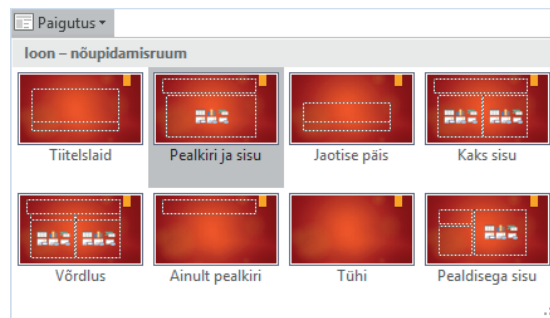 Paigutus
Ioon – nõupidamisruum
Tiitelslaid
Pealkiri ja sisu
Jaotise päis
Kaks sisu
Võrdlus
Ainult pealkiri
Tühi
Pealdisega sisu